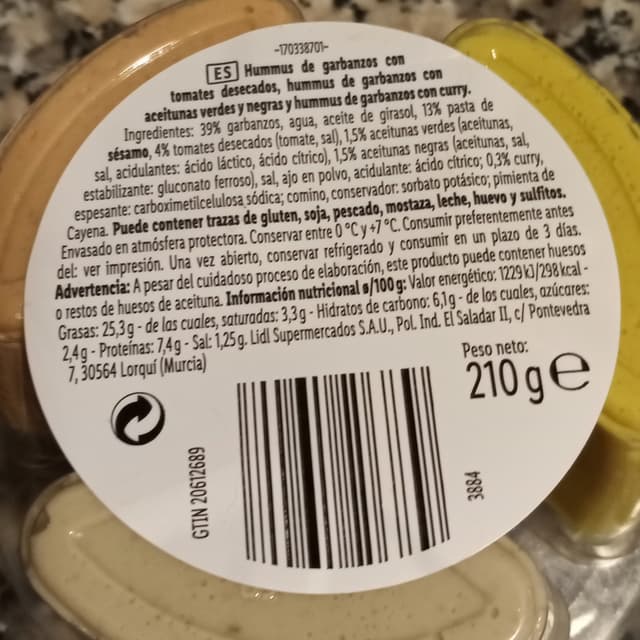 -170338701-
ES Hummus de garbanzos con
tomates desecados, hummus de garbanzos con
aceitunas verdes y negras y hummus de garbanzos con curry.
Ingredientes: 39% garbanzos, agua, aceite de girasol, 13% pasta de
sésamo, 4% tomates desecados (tomate, sal), 1,5% aceitunas verdes (aceitunas,
sal, acidulantes: ácido láctico, ácido cítrico), 1,5% aceitunas negras (aceitunas, sal,
estabilizante: gluconato ferroso), sal, ajo en polvo, acidulante: ácido cítrico; 0,3% curry,
espesante: carboximetilcelulosa sódica; comino, conservador: sorbato potásico; pimienta de
Cayena. Puede contener trazas de gluten, soja, pescado, mostaza, leche, huevo y sulfitos.
Envasado en atmósfera protectora. Conservar entre 0 °C y +7 °C. Consumir preferentemente antes
del: ver impresión. Una vez abierto, conservar refrigerado y consumir en un plazo de 3 días.
Advertencia: A pesar del cuidadoso proceso de elaboración, este producto puede contener huesos
o restos de huesos de aceituna. Información nutricional s/100 g: Valor energético: 1229 kJ/298 kcal -
Grasas: 25,3 g - de las cuales, saturadas: 3,3 g - Hidratos de carbono: 6,1 g - de los cuales, azúcares:
2,4 g - Proteínas: 7,4 g - Sal: 1,25 g. Lidl Supermercados S.A.U., Pol. Ind. El Saladar II, c/ Pontevedra
7, 30564 Lorquí (Murcia)
Peso neto:
210 g e
GTIN 20612689
3884